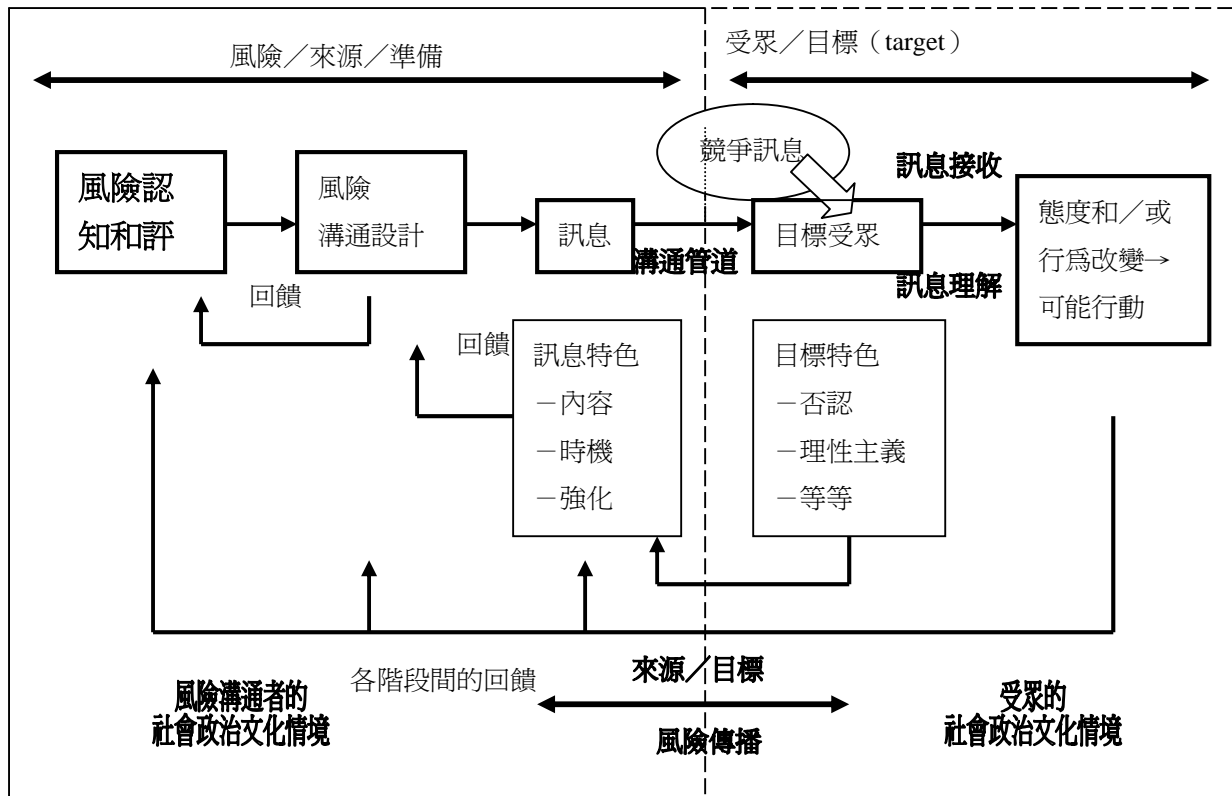 風險／來源／準備
受眾／目標（target）
競爭訊息
風險認
知和評
風險
溝通設計
訊息
溝通管道
目標受眾
訊息接收
訊息理解
態度和／或
行為改變→
可能行動
回饋
回饋
訊息特色
－內容
－時機
－強化
目標特色
－否認
－理性主義
－等等
各階段間的回饋
風險溝通者的
社會政治文化情境
來源／目標
風險傳播
受眾的
社會政治文化情境